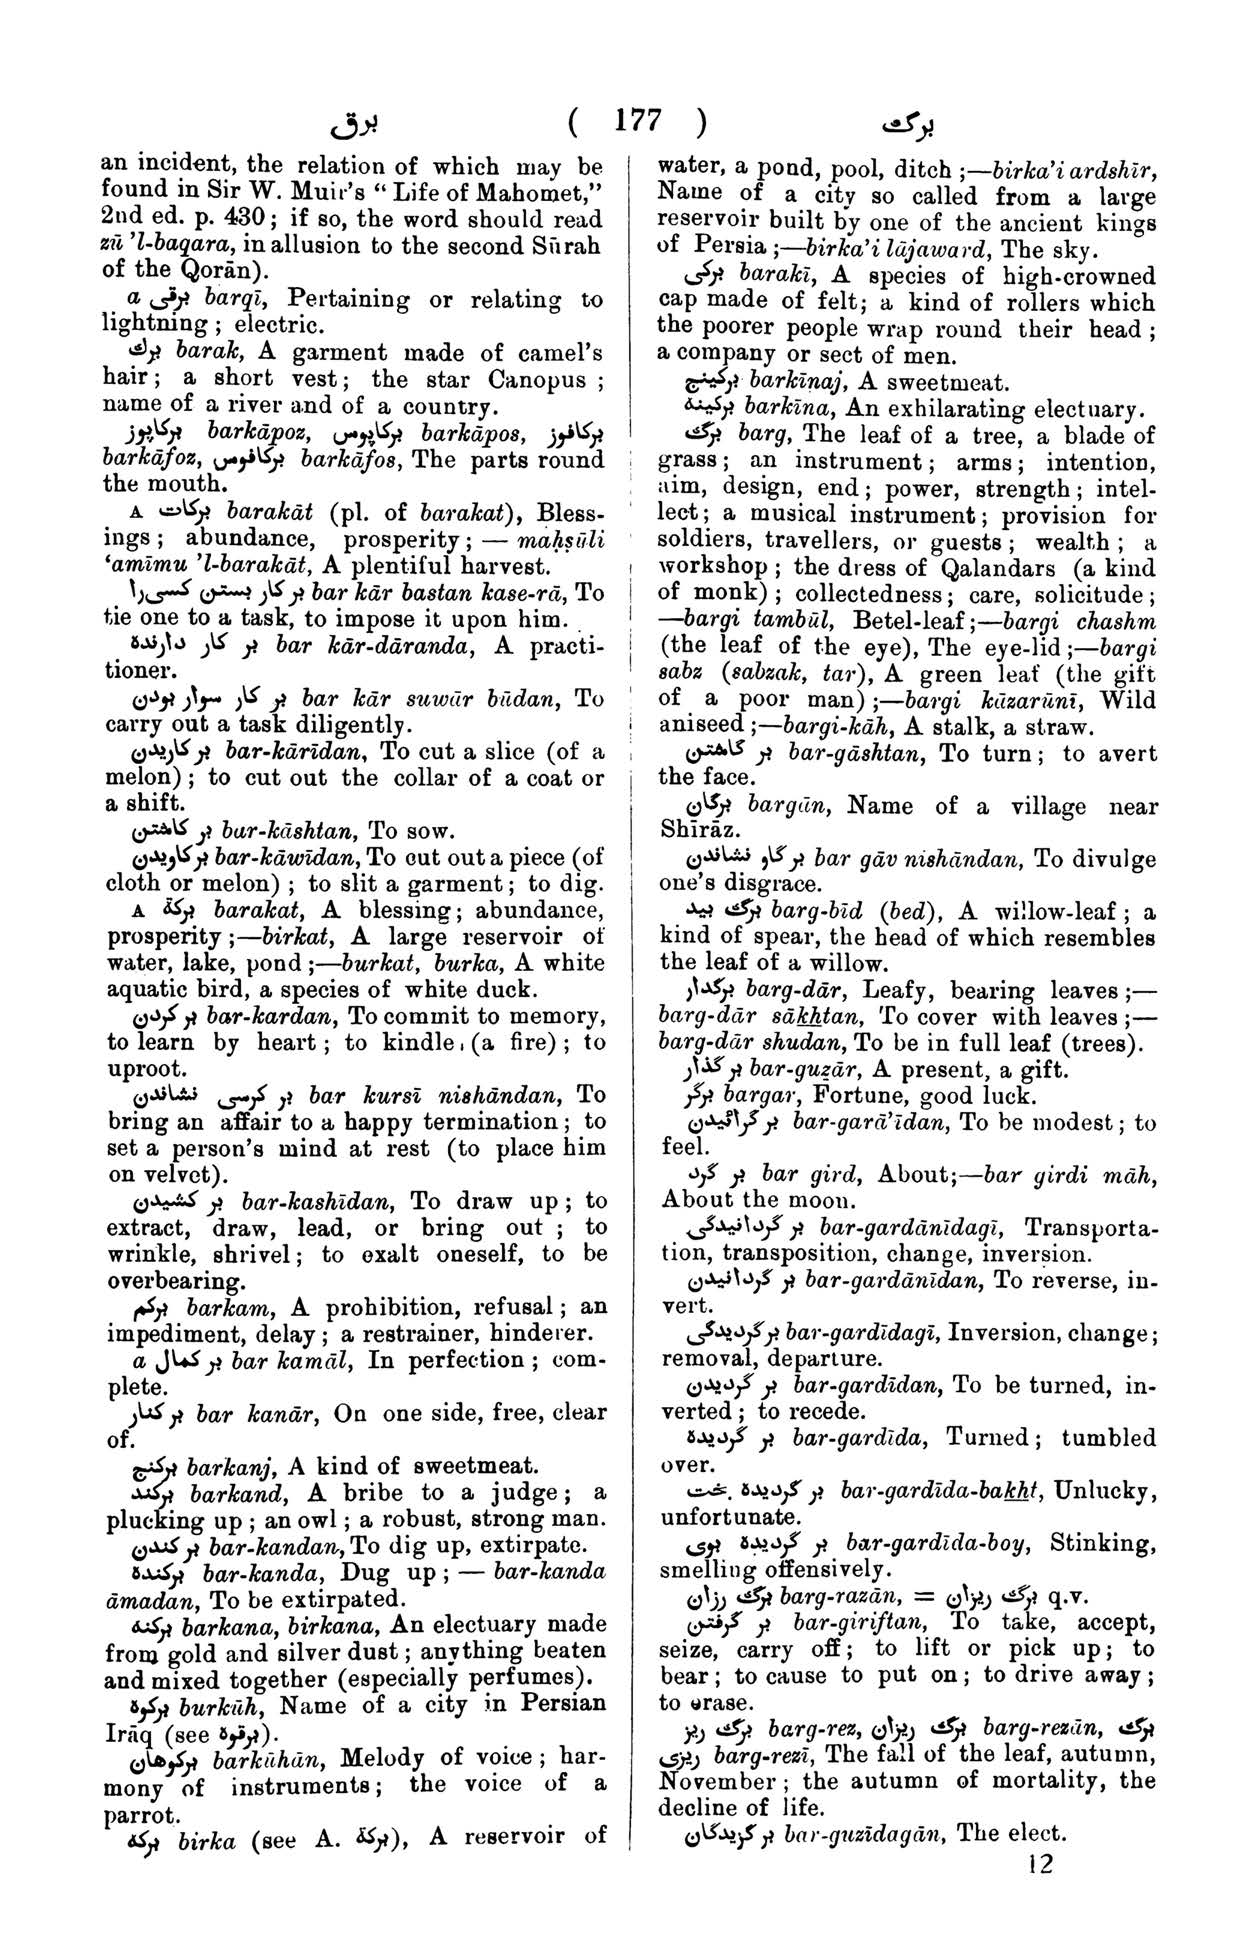 برق ( 177 ) برگ
an incident, the relation of which may be
found in Sir W. Muir's “ Life of Mahomet,”
2nd ed. p. 430 ; if so, the word should read
zū 'l-baqara, in allusion to the second Sūrah
of the Qorān).
a برقی barqī, Pertaining or relating to
lightning ; electric.
برك barak, A garment made of camel's
hair ; a short vest ; the star Canopus ;
name of a river and of a country.
برکاپوز barkāpoz, برکاپوس barkāpos, برکافوز
barkāfoz, برکافوس barkāfos, The parts round
the mouth.
A برکات barakāt (pl. of barakat), Bless-
ings ; abundance, prosperity ; — maḥṣūli
‘amīmu 'l-barakāt, A plentiful harvest.
بر کار بستن کسی‌را bar kār bastan kase-rā, To
tie one to a task, to impose it upon him.
بر کار دارنده bar kār-dāranda, A practi-
tioner.
بر کار سوار بودن bar kār suwār būdan, To
carry out a task diligently.
بر کاریدن bar-kārīdan, To cut a slice (of a
melon) ; to cut out the collar of a coat or
a shift.
بر کاشتن bar-kāshtan, To sow.
برکاویدن bar-kāwīdan, To cut out a piece (of
cloth or melon) ; to slit a garment ; to dig.
A برکة barakat, A blessing ; abundance,
prosperity ;—birkat, A large reservoir of
water, lake, pond ;—burkat, burka, A white
aquatic bird, a species of white duck.
بر کردن bar-kardan, To commit to memory,
to learn by heart ; to kindle (a fire) ; to
uproot.
بر کرسی نشاندن bar kursī nishāndan, To
bring an affair to a happy termination ; to
set a person's mind at rest (to place him
on velvet).
بر کشیدن bar-kashīdan, To draw up ; to
extract, draw, lead, or bring out ; to
wrinkle, shrivel ; to exalt oneself, to be
overbearing.
برکم barkam, A prohibition, refusal ; an
impediment, delay ; a restrainer, hinderer.
a بر کمال bar kamāl, In perfection ; com-
plete.
بر کنار bar kanār, On one side, free, clear
of.
برکنج barkanj, A kind of sweetmeat.
برکند barkand, A bribe to a judge ; a
plucking up ; an owl ; a robust, strong man.
بر کندن bar-kandan, To dig up, extirpate.
برکنده bar-kanda, Dug up ; — bar-kanda
āmadan, To be extirpated.
برکنه barkana, birkana, An electuary made
from gold and silver dust ; anything beaten
and mixed together (especially perfumes).
برکوه burkūh, Name of a city in Persian
Irāq (see برقوه).
برکوهان barkūhān, Melody of voice ; har-
mony of instruments ; the voice of a
parrot.
برکه birka (see A. برکة), A reservoir of
water, a pond, pool, ditch ;—birka'i ardshīr,
Name of a city so called from a large
reservoir built by one of the ancient kings
of Persia ;—birka'i lājaward, The sky.
برکی barakī, A species of high-crowned
cap made of felt ; a kind of rollers which
the poorer people wrap round their head ;
a company or sect of men.
برکینج barkīnaj, A sweetmeat.
برکینه barkīna, An exhilarating electuary.
برگ barg, The leaf of a tree, a blade of
grass ; an instrument ; arms ; intention,
aim, design, end ; power, strength ; intel-
lect ; a musical instrument ; provision for
soldiers, travellers, or guests ; wealth ; a
workshop ; the dress of Qalandars (a kind
of monk) ; collectedness ; care, solicitude ;
—bargi tambūl, Betel-leaf ;—bargi chashm
(the leaf of the eye), The eye-lid ;—bargi
sabz (sabzak, tar), A green leaf (the gift
of a poor man) ;—bargi kāzarūnī, Wild
aniseed ;—bargi-kāh, A stalk, a straw.
بر گاشتن bar-gāshtan, To turn ; to avert
the face.
برگان bargān, Name of a village near
Shīrāz.
بر گاو نشاندن bar gāv nishāndan, To divulge
one's disgrace.
برگ بید barg-bīd (bed), A willow-leaf ; a
kind of spear, the head of which resembles
the leaf of a willow.
برگدار barg-dār, Leafy, bearing leaves ;—
barg-dār sākhtan, To cover with leaves ;—
barg-dār shudan, To be in full leaf (trees).
بر گذار bar-guẕār, A present, a gift.
برگر bargar, Fortune, good luck.
بر گرائیدن bar-garā'īdan, To be modest ; to
feel.
بر گرد bar gird, About;—bar girdi māh,
About the moon.
بر گردانیدگی bar-gardānīdagī, Transporta-
tion, transposition, change, inversion.
بر گردانیدن bar-gardānīdan, To reverse, in-
vert.
بر گردیدگی bar-gardīdagī, Inversion, change ;
removal, departure.
بر گردیدن bar-gardīdan, To be turned, in-
verted ; to recede.
بر گردیده bar-gardīda, Turned ; tumbled
over.
بر گردیده بخت bar-gardīda-bakht, Unlucky,
unfortunate.
بر گردیده بوی bar-gardīda-boy, Stinking,
smelling offensively.
برگ رزان barg-razān, = برگ ریزان q.v.
بر گرفتن bar-giriftan, To take, accept,
seize, carry off ; to lift or pick up ; to
bear ; to cause to put on ; to drive away ;
to erase.
برگ ریز barg-rez, برگ ریزان barg-rezān, برگ
ریزی barg-rezī, The fall of the leaf, autumn,
November ; the autumn of mortality, the
decline of life.
بر گزیدگان bar-guzīdagān, The elect.
12